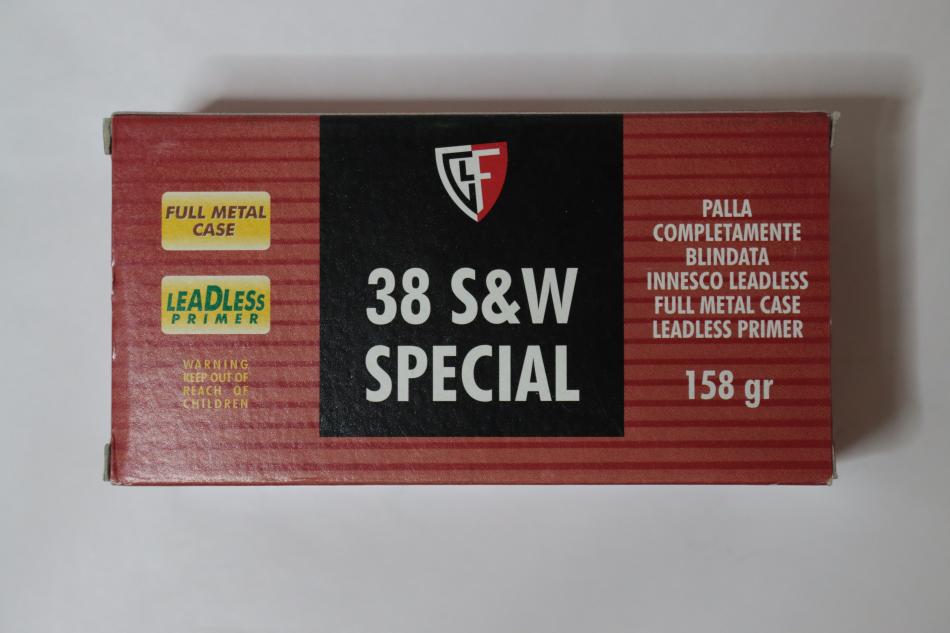 FULL METAL
CASE
LEADLESS
PRIMER
WARNING
KEEP OUT OF
REACH OF
CHILDREN
38 S&W
SPECIAL
PALLA
COMPLETAMENTE
BLINDATA
INNESCO LEADLESS
FULL METAL CASE
LEADLESS PRIMER
158 gr